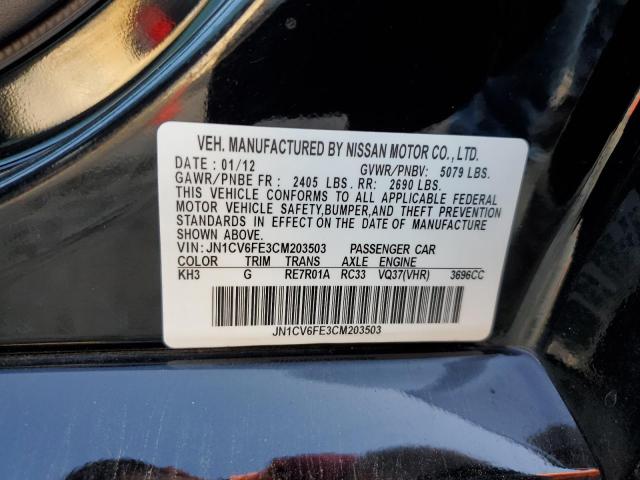 VEH. MANUFACTURED BY NISSAN MOTOR CO., LTD.
DATE : 01/12 GVWR/PNBV: 5079 LBS.
GAWR/PNBE FR : 2405 LBS. RR: 2690 LBS.
THIS VEHICLE CONFORMS TO ALL APPLICABLE FEDERAL
MOTOR VEHICLE SAFETY,BUMPER,AND THEFT PREVENTION
STANDARDS IN EFFECT ON THE DATE OF MANUFACTURE
SHOWN ABOVE.
VIN:JN1CV6FE3CM203503 PASSENGER CAR
COLOR TRIM TRANS AXLE ENGINE
KH3 G RE7R01A RC33 VQ37(VHR) 3696CC
JN1CV6FE3CM203503